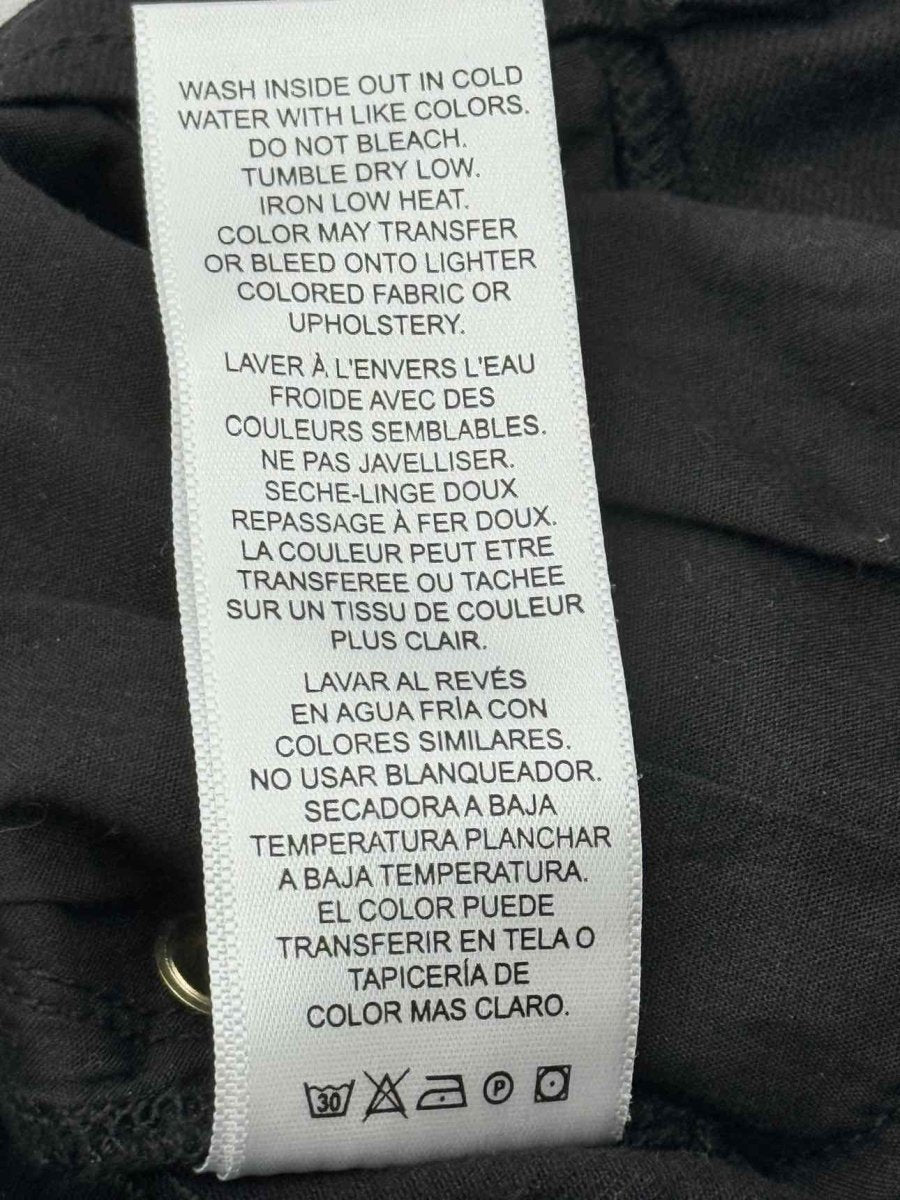 WASH INSIDE OUT IN COLD
WATER WITH LIKE COLORS.
DO NOT BLEACH.
TUMBLE DRY LOW.
IRON LOW HEAT.
COLOR MAY TRANSFER
OR BLEED ONTO LIGHTER
COLORED FABRIC OR
UPHOLSTERY.
LAVER À L'ENVERS L'EAU
FROIDE AVEC DES
COULEURS SEMBLABLES.
NE PAS JAVELLISER.
SECHE-LINGE DOUX
REPASSAGE À FER DOUX.
LA COULEUR PEUT ETRE
TRANSFEREE OU TACHEE
SUR UN TISSU DE COULEUR
PLUS CLAIR.
LAVAR AL REVÉS
EN AGUA FRÌA CON
COLORES SIMILARES.
NO USAR BLANQUEADOR.
SECADORA A BAJA
TEMPERATURA PLANCHAR
A BAJA TEMPERATURA.
EL COLOR PUEDE
TRANSFERIR EN TELA O
TAPICERÍA DE
COLOR MAS CLARO.
30 P